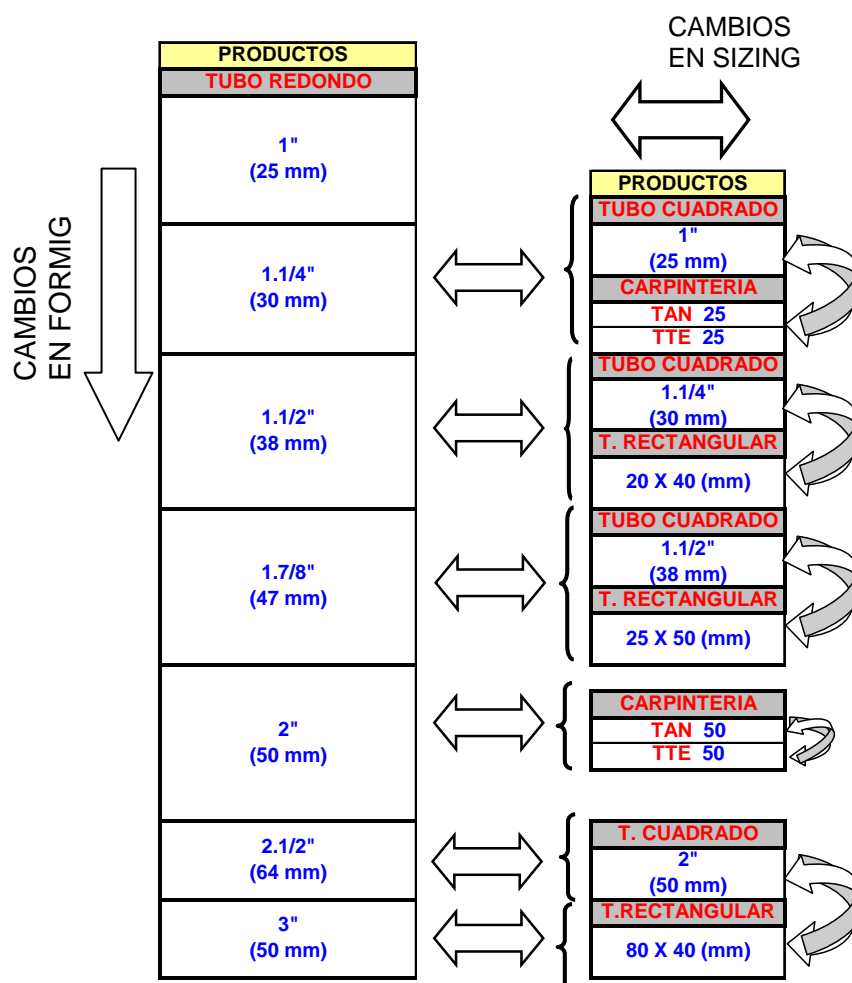 CAMBIOS
EN SIZING
PRODUCTOS
TUBO REDONDO
1"
(25 mm)
1.1/4"
(30 mm)
1.1/2"
(38 mm)
1.7/8"
(47 mm)
2"
(50 mm)
2.1/2"
(64 mm)
3"
(50 mm)
CAMBIOS
EN FORMIG
PRODUCTOS
TUBO CUADRADO
1"
(25 mm)
CARPINTERIA
TAN 25
TTE 25
TUBO CUADRADO
1.1/4"
(30 mm)
T. RECTANGULAR
20 X 40 (mm)
TUBO CUADRADO
1.1/2"
(38 mm)
T. RECTANGULAR
25 X 50 (mm)
CARPINTERIA
TAN 50
TTE 50
T. CUADRADO
2"
(50 mm)
T.RECTANGULAR
80 X 40 (mm)